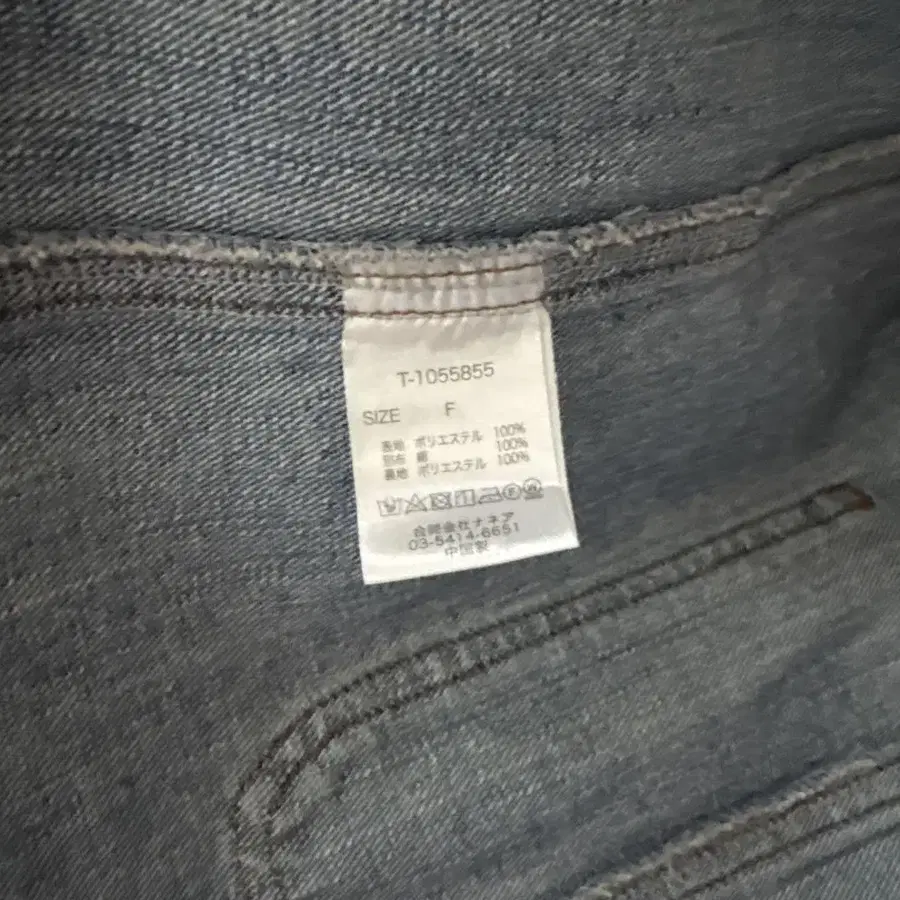 T-1055855
SIZE F
表地 ポリエステル 100%
別布 綿 100%
裏地 ポリエステル 100%
合同会社ナネア
03-5414-6651
中国製